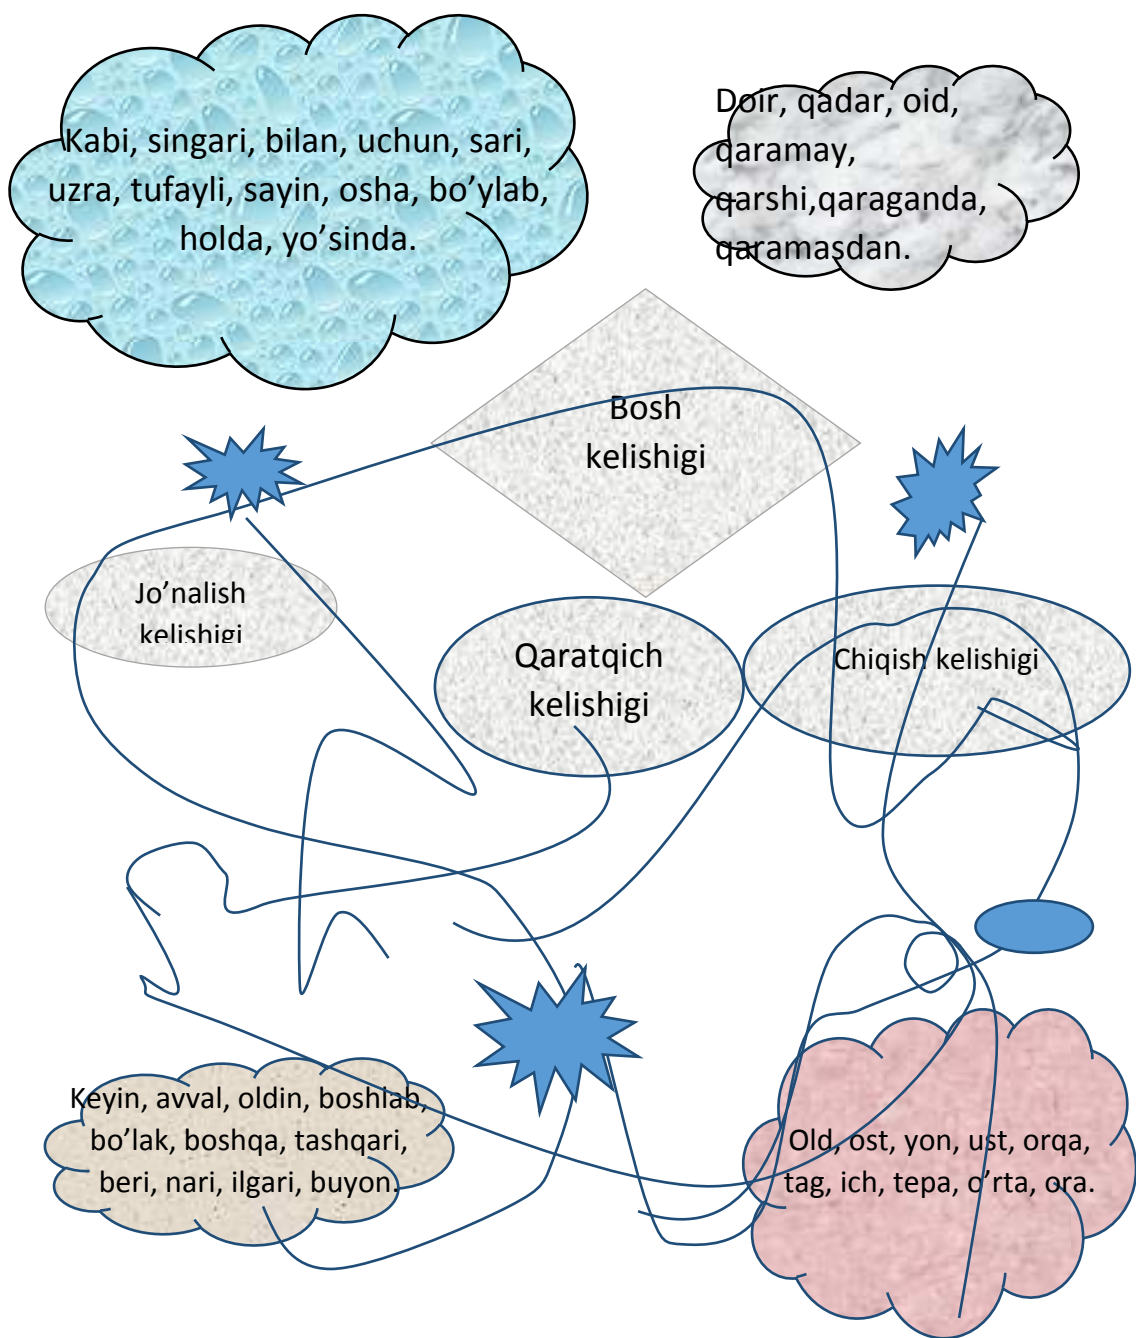 Kabi, singari, bilan, uchun, sari,
uzra, tufayli, sayin, osha, bo’ylab,
holda, yo’sinda.
Doir, qadar, oid,
qaramay,
qarshi,qaraganda,
qaramasdan.
Bosh
kelishigi
Jo’nalish
kelishigi
Qaratqich
kelishigi
Chiqish kelishigi
Keyin, avval, oldin, boshlab,
bo’lak, boshqa, tashqari,
beri, nari, ilgari, buyon.
Old, ost, yon, ust, orqa,
tag, ich, tepa, o’rta, ora.